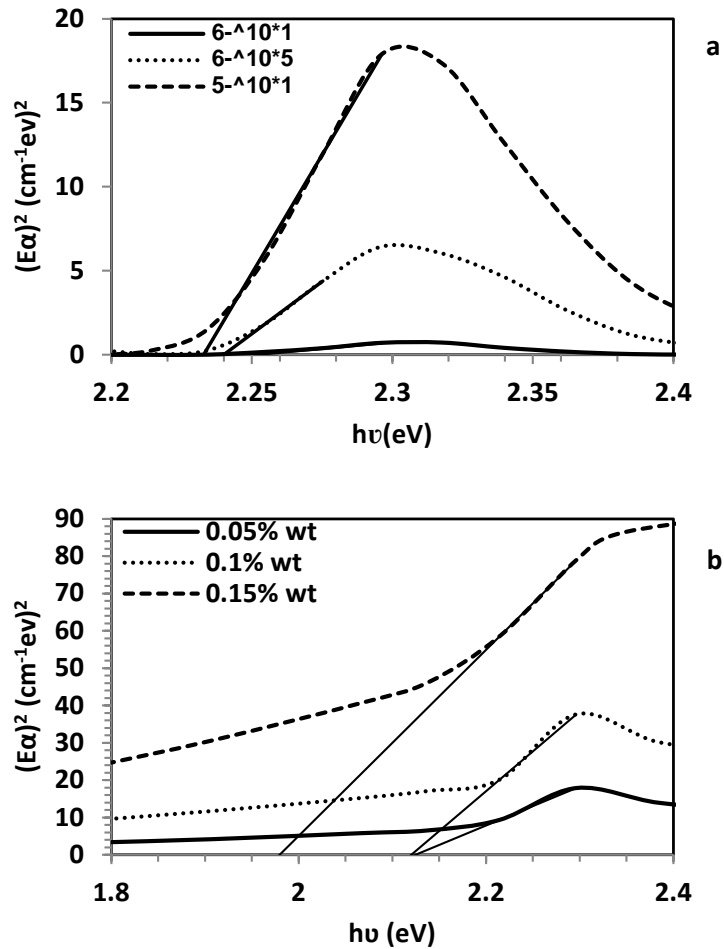 a
20
15
10
5
0
(Eα)² (cm⁻¹ev)²
6-^10*1
6-^10*5
5-^10*1
2.2 2.25 2.3 2.35 2.4
hυ(eV)
b
90
80
70
60
50
40
30
20
10
0
(Eα)² (cm⁻¹ev)²
0.05% wt
0.1% wt
0.15% wt
1.8 2 2.2 2.4
hυ (eV)